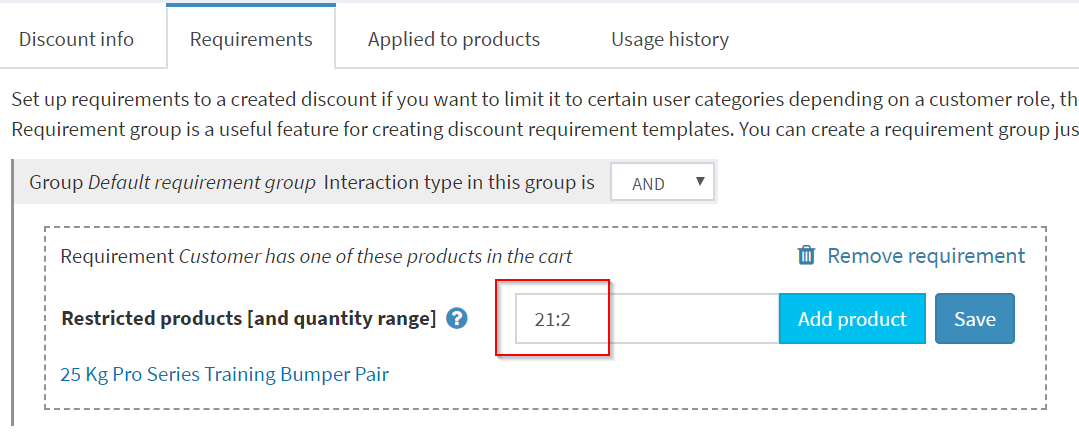 Discount info Requirements Applied to products Usage history
Set up requirements to a created discount if you want to limit it to certain user categories depending on a customer role, th
Requirement group is a useful feature for creating discount requirement templates. You can create a requirement group jus
Group Default requirement group Interaction type in this group is AND
Requirement Customer has one of these products in the cart Remove requirement
Restricted products [and quantity range] ? 21:2 Add product Save
25 Kg Pro Series Training Bumper Pair